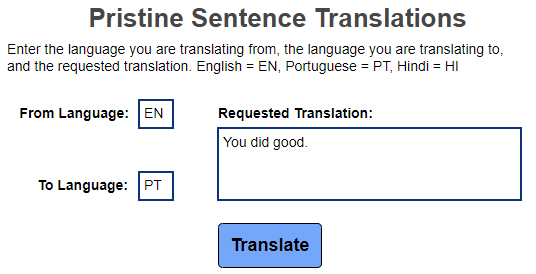 Pristine Sentence Translations
Enter the language you are translating from, the language you are translating to,
and the requested translation. English = EN, Portuguese = PT, Hindi = HI
From Language: EN
Requested Translation:
You did good.
To Language: PT
Translate